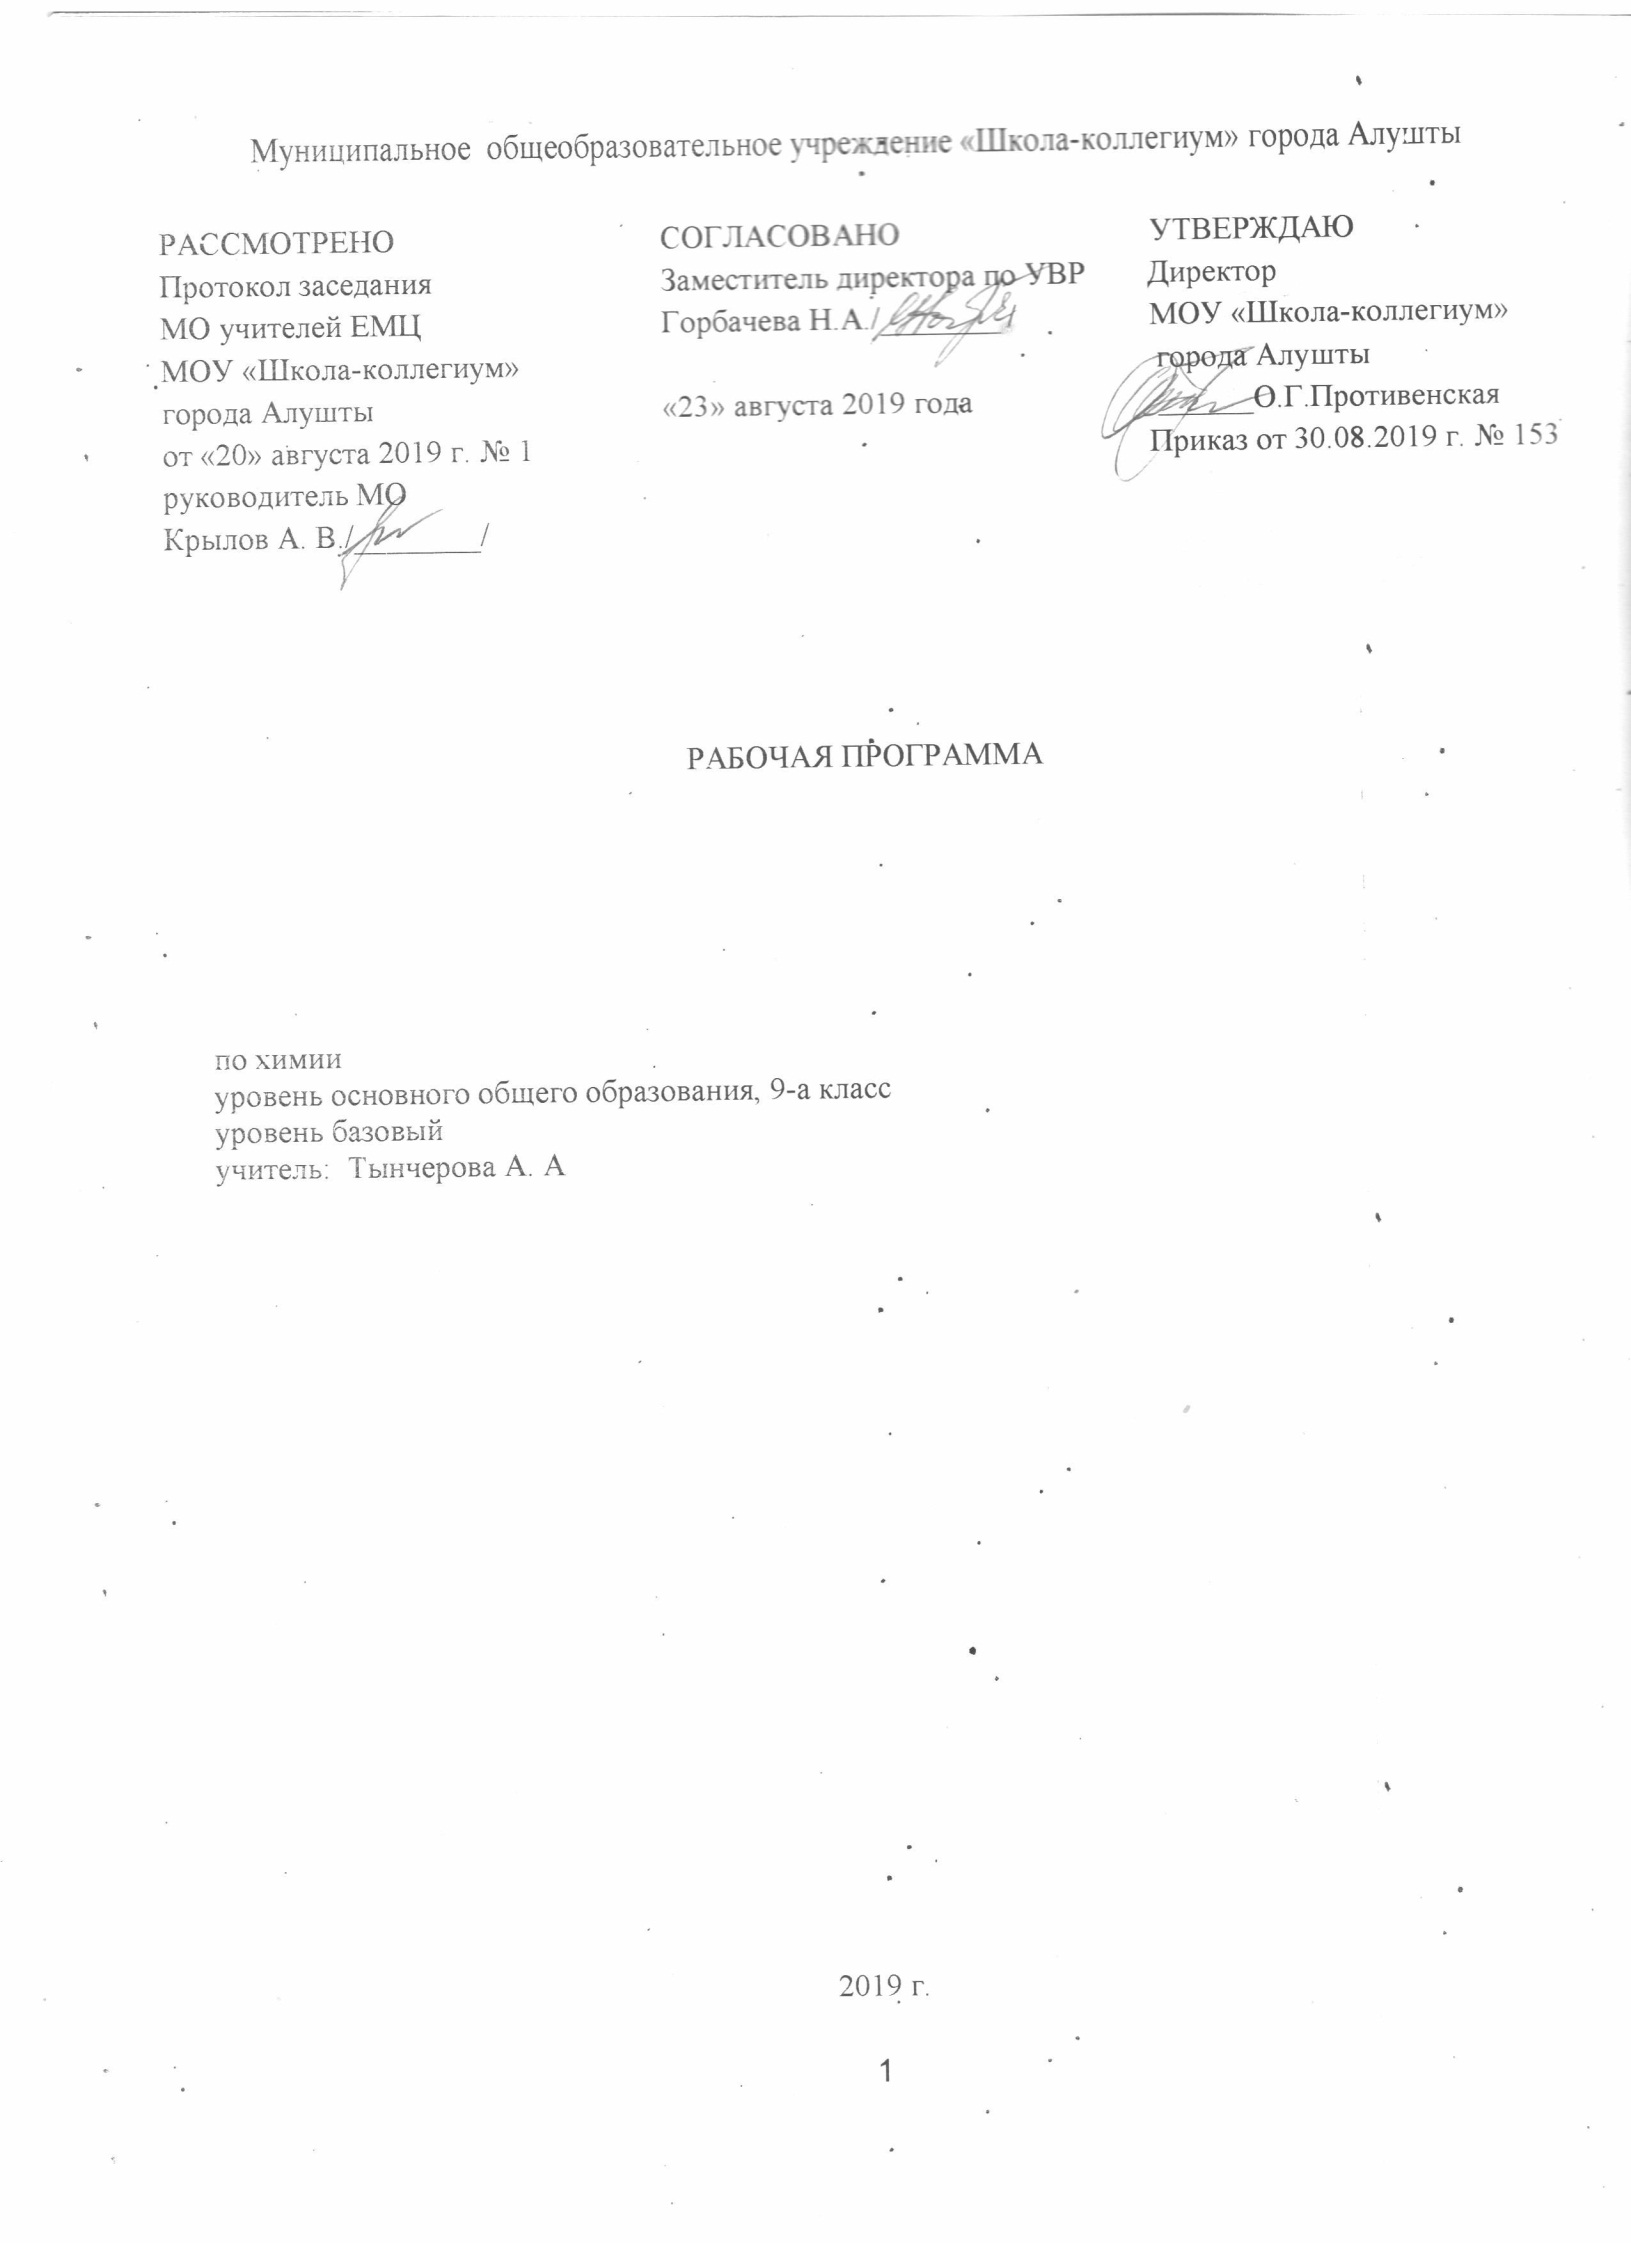 Муниципальное общеобразовательное учреждение «Школа-коллегиум» города Алушты
РАССМОТРЕНО
Протокол заседания
МО учителей ЕМЦ
МОУ «Школа-коллегиум»
города Алушты
от «20» августа 2019 г. № 1
руководитель МО
Крылов А. В./________/
СОГЛАСОВАНО
Заместитель директора по УВР
Горбачева Н.А./________
«23» августа 2019 года
УТВЕРЖДАЮ
Директор
МОУ «Школа-коллегиум»
города Алушты
______О.Г.Противенская
Приказ от 30.08.2019 г. № 153
РАБОЧАЯ ПРОГРАММА
по химии
уровень основного общего образования, 9-а класс
уровень базовый
учитель: Тынчерова А. А
2019 г.
1